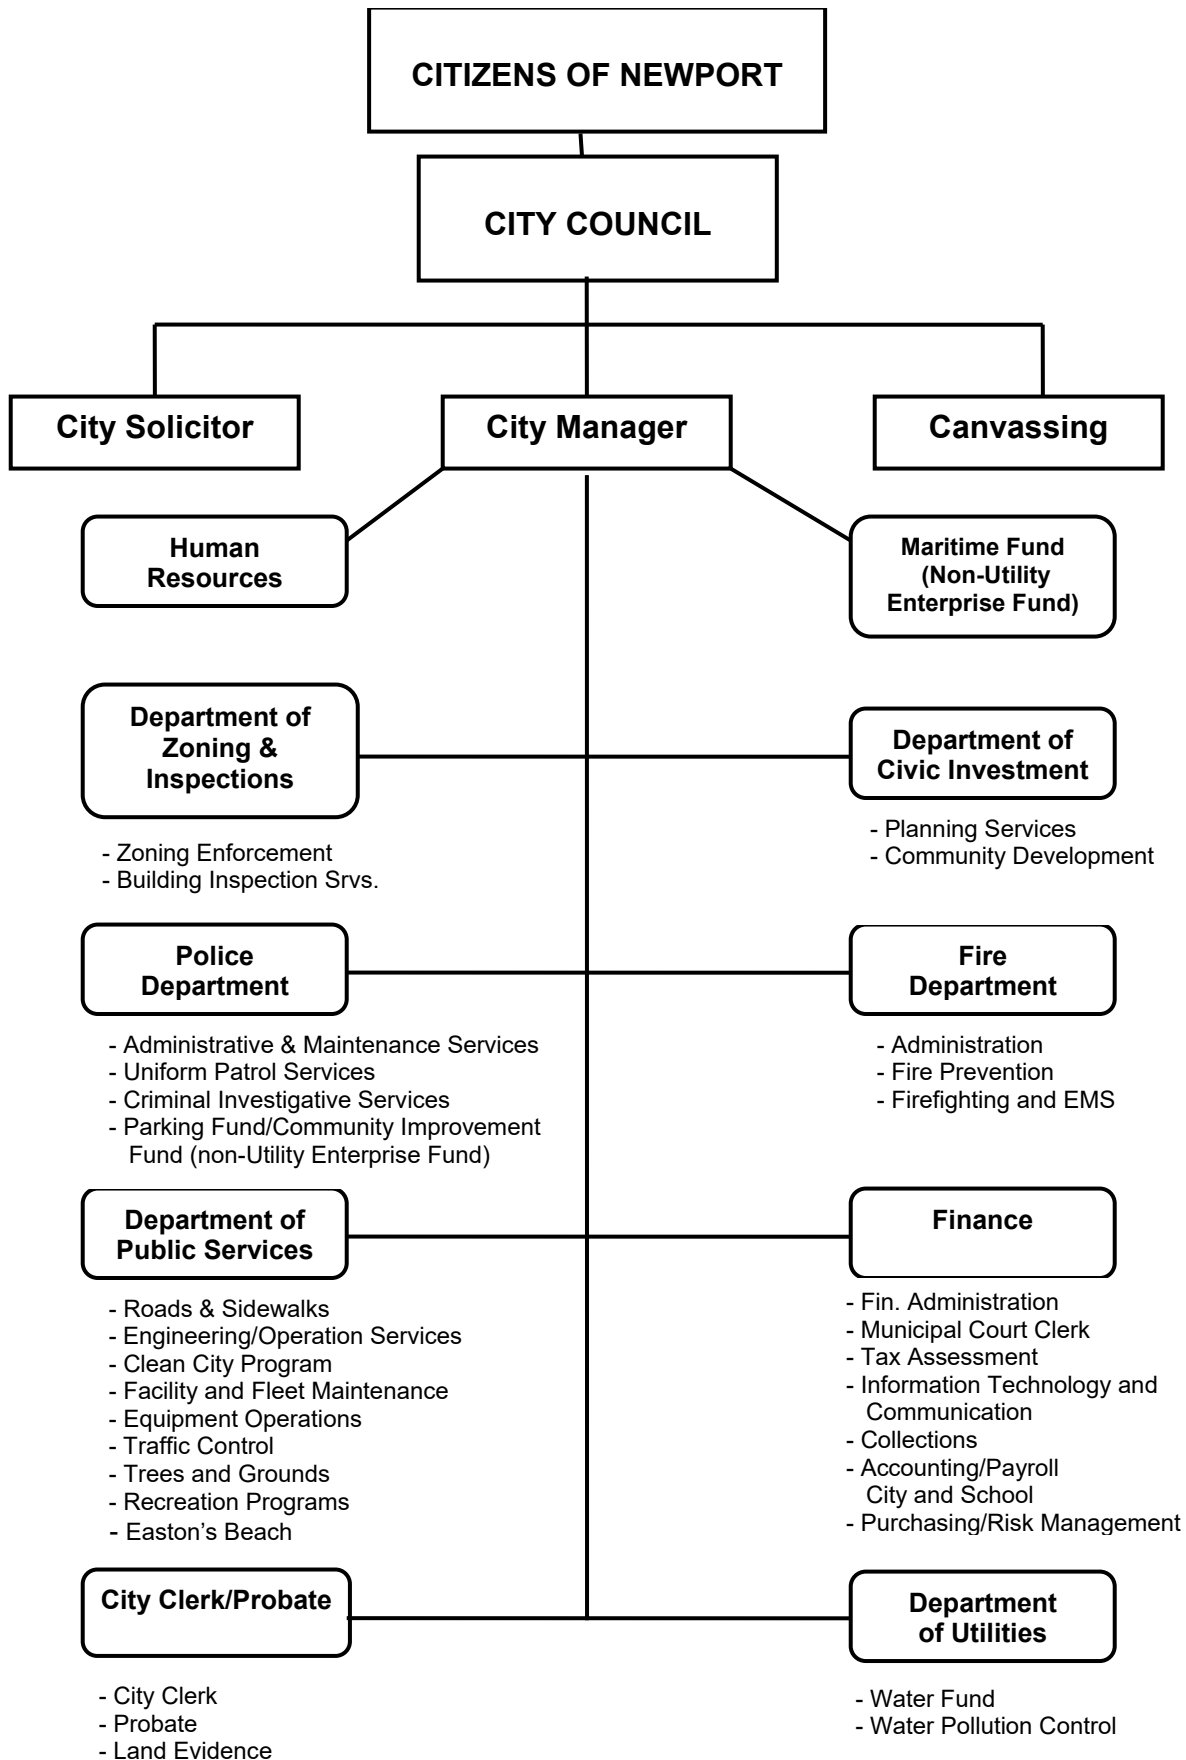 CITIZENS OF NEWPORT
CITY COUNCIL
City Solicitor
City Manager
Canvassing
Human
Resources
Maritime Fund
(Non-Utility
Enterprise Fund)
Department of
Zoning &
Inspections
- Zoning Enforcement
- Building Inspection Srvs.
Department of
Civic Investment
- Planning Services
- Community Development
Police
Department
- Administrative & Maintenance Services
- Uniform Patrol Services
- Criminal Investigative Services
- Parking Fund/Community Improvement
Fund (non-Utility Enterprise Fund)
Fire
Department
- Administration
- Fire Prevention
- Firefighting and EMS
Department of
Public Services
- Roads & Sidewalks
- Engineering/Operation Services
- Clean City Program
- Facility and Fleet Maintenance
- Equipment Operations
- Traffic Control
- Trees and Grounds
- Recreation Programs
- Easton’s Beach
Finance
- Fin. Administration
- Municipal Court Clerk
- Tax Assessment
- Information Technology and
Communication
- Collections
- Accounting/Payroll
City and School
- Purchasing/Risk Management
City Clerk/Probate
- City Clerk
- Probate
- Land Evidence
Department
of Utilities
- Water Fund
- Water Pollution Control